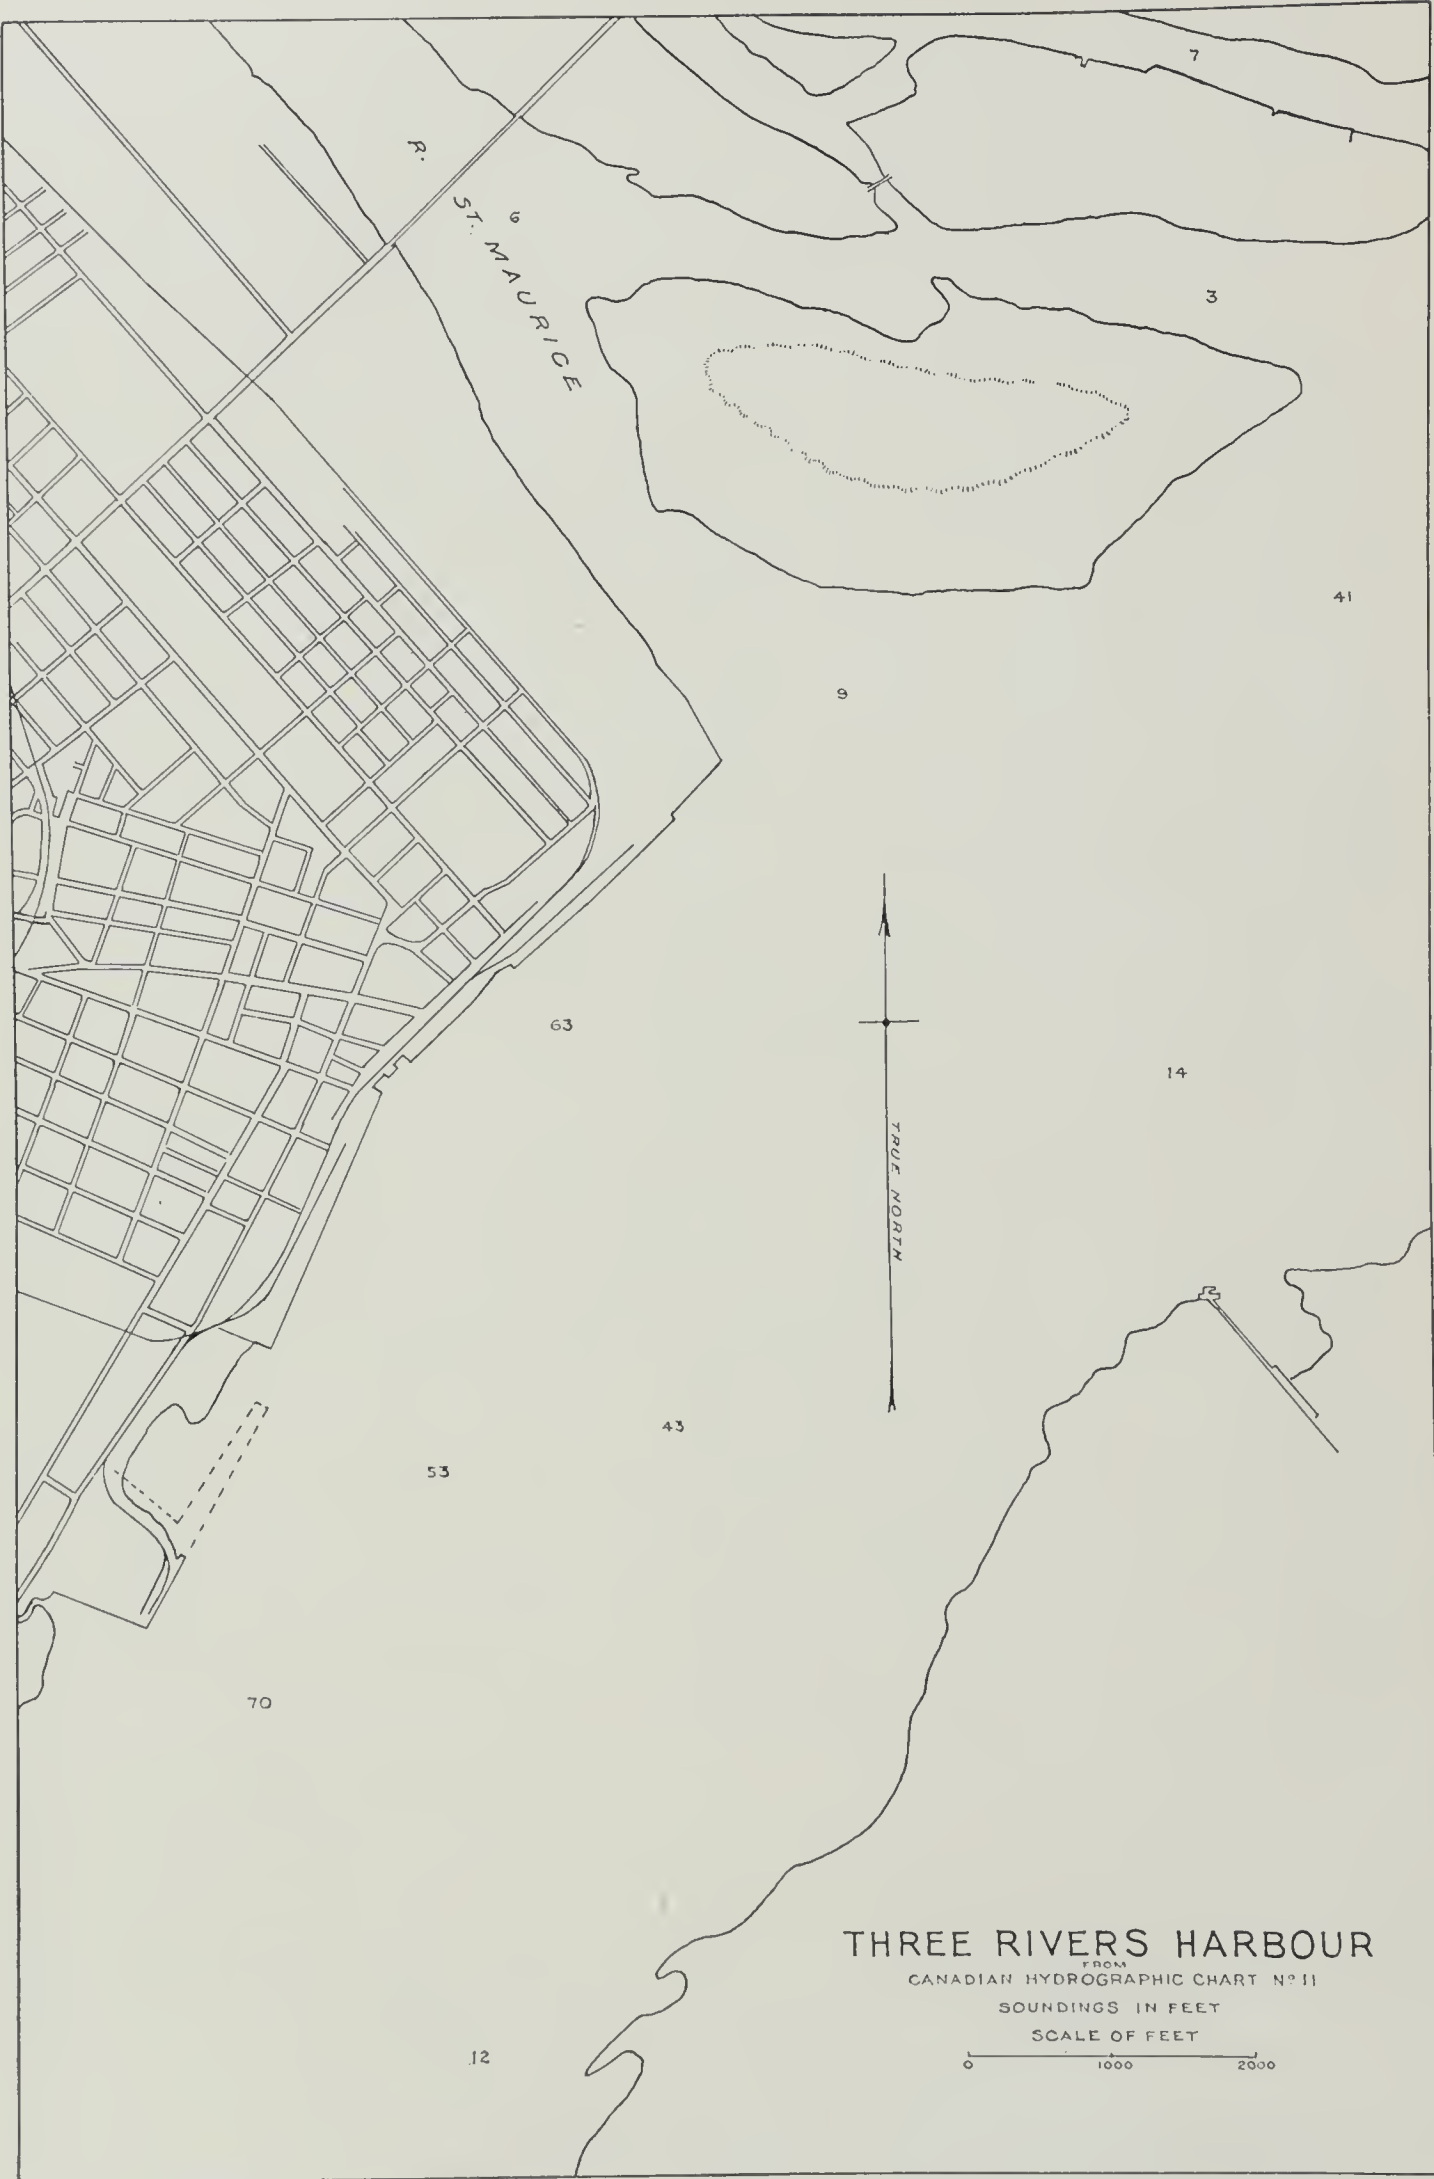 7
R.
6
ST. MAURICE
3
41
9
63
14
TRUE NORTH
43
53
70
THREE RIVERS HARBOUR
FROM
CANADIAN HYDROGRAPHIC CHART Nº 11
SOUNDINGS IN FEET
SCALE OF FEET
12
0 1000 2000